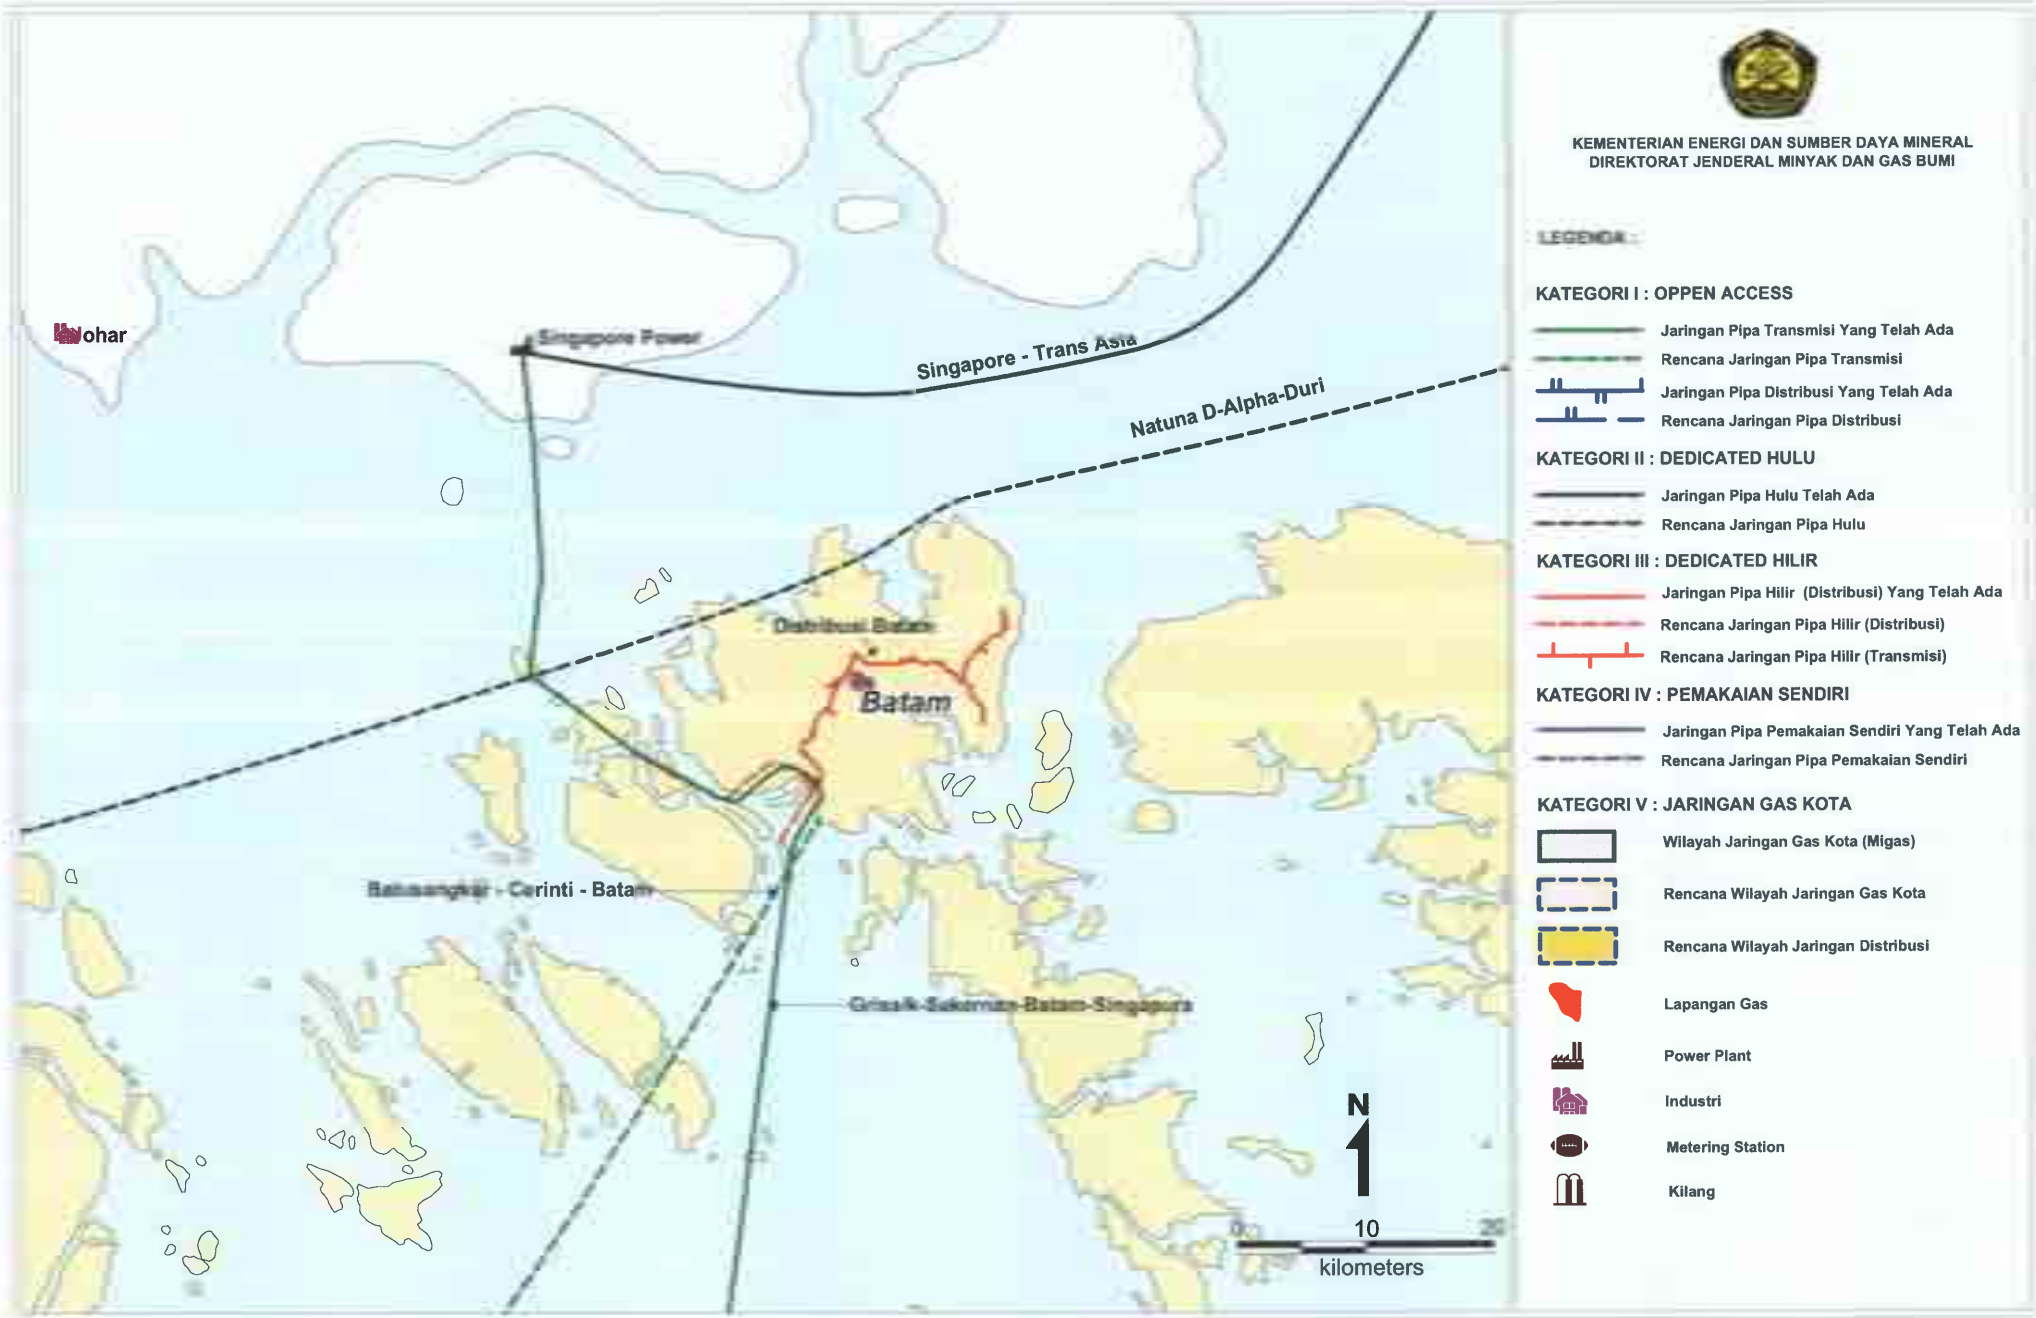 KEMENTERIAN ENERGI DAN SUMBER DAYA MINERAL
DIREKTORAT JENDERAL MINYAK DAN GAS BUMI
LEGENDA :
KATEGORI I : OPPEN ACCESS
Jaringan Pipa Transmisi Yang Telah Ada
Rencana Jaringan Pipa Transmisi
Jaringan Pipa Distribusi Yang Telah Ada
Rencana Jaringan Pipa Distribusi
KATEGORI II : DEDICATED HULU
Jaringan Pipa Hulu Telah Ada
Rencana Jaringan Pipa Hulu
KATEGORI III : DEDICATED HILIR
Jaringan Pipa Hilir (Distribusi) Yang Telah Ada
Rencana Jaringan Pipa Hilir (Distribusi)
Rencana Jaringan Pipa Hilir (Transmisi)
KATEGORI IV : PEMAKAIAN SENDIRI
Jaringan Pipa Pemakaian Sendiri Yang Telah Ada
Rencana Jaringan Pipa Pemakaian Sendiri
KATEGORI V : JARINGAN GAS KOTA
Wilayah Jaringan Gas Kota (Migas)
Rencana Wilayah Jaringan Gas Kota
Rencana Wilayah Jaringan Distribusi
Lapangan Gas
Power Plant
Industri
Metering Station
Kilang
ohar
Singapore Power
Singapore - Trans Asia
Natuna D-Alpha-Duri
Distribusi Batam
Batam
- Cerinti - Batam
-Batam-Singapura
N
0 10 20
kilometers